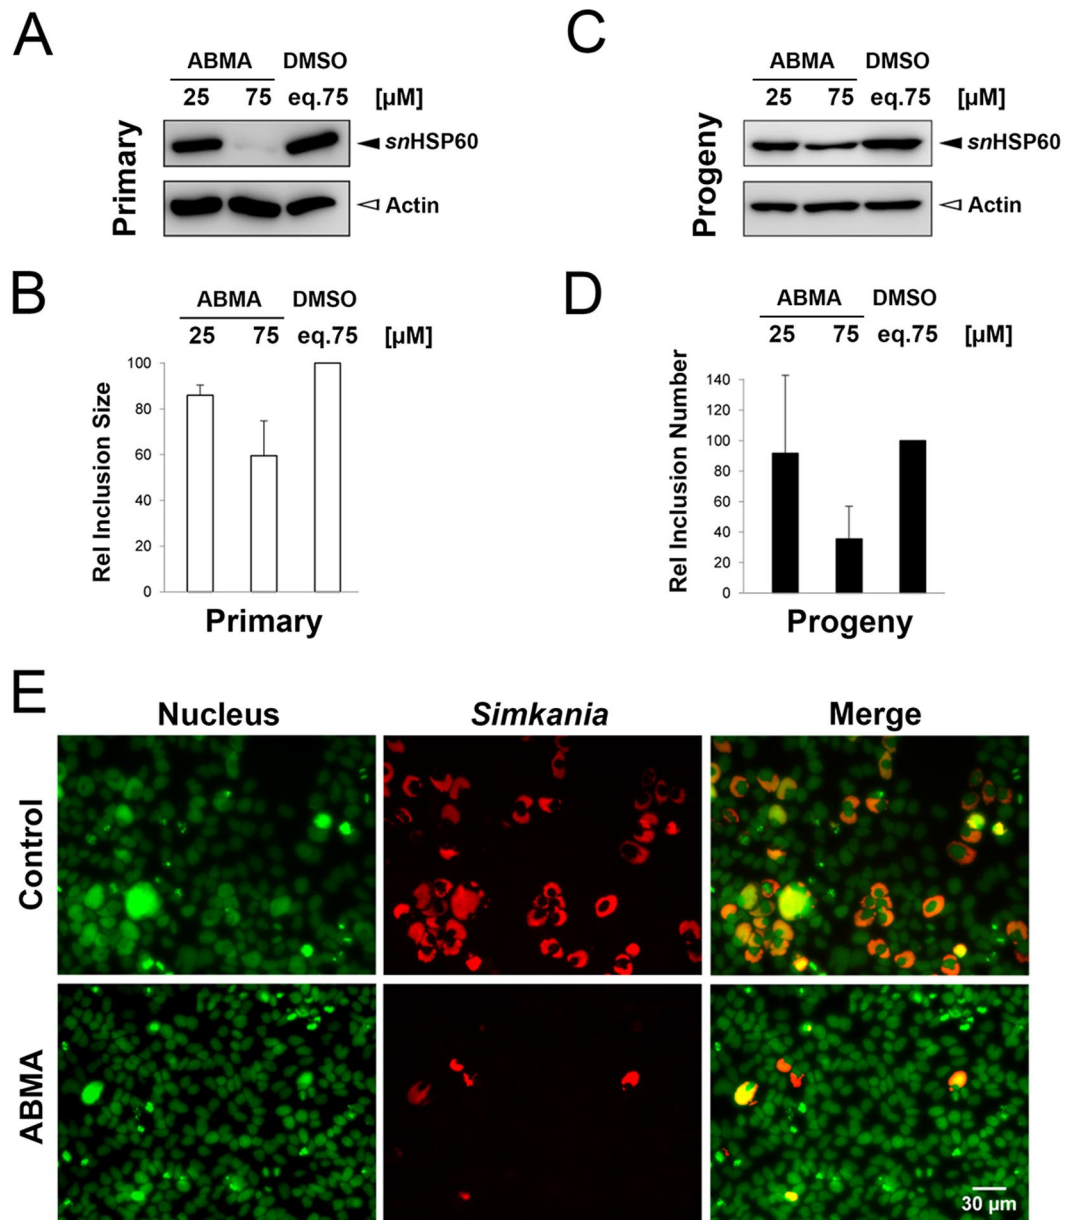 A
ABMA DMSO
25 75 eq.75 [µM]
Primary
snHSP60
Actin
C
ABMA DMSO
25 75 eq.75 [µM]
Progeny
snHSP60
Actin
B
ABMA DMSO
25 75 eq.75 [µM]
Rel Inclusion Size
100
80
60
40
20
0
Primary
D
ABMA DMSO
25 75 eq.75 [µM]
Rel Inclusion Number
140
120
100
80
60
40
20
0
Progeny
E
Nucleus Simkania Merge
Control
ABMA
30 µm